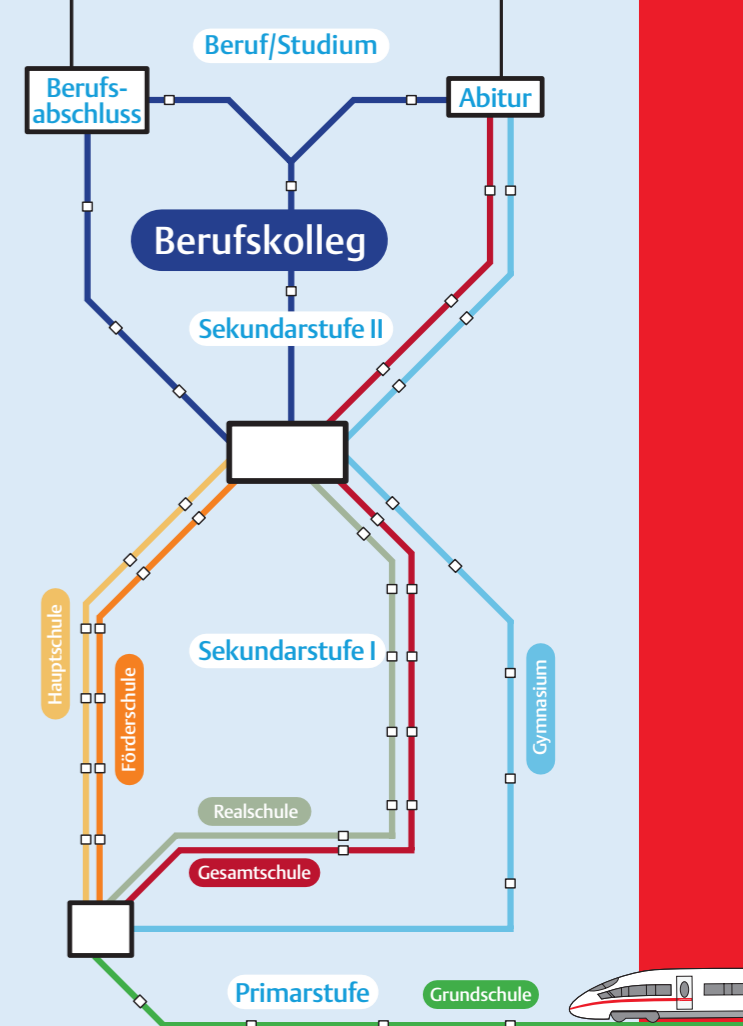 Beruf/Studium
Berufs-
abschluss
Abitur
Berufskolleg
Sekundarstufe II
Hauptschule
Förderschule
Sekundarstufe I
Gymnasium
Realschule
Gesamtschule
Primarstufe
Grundschule